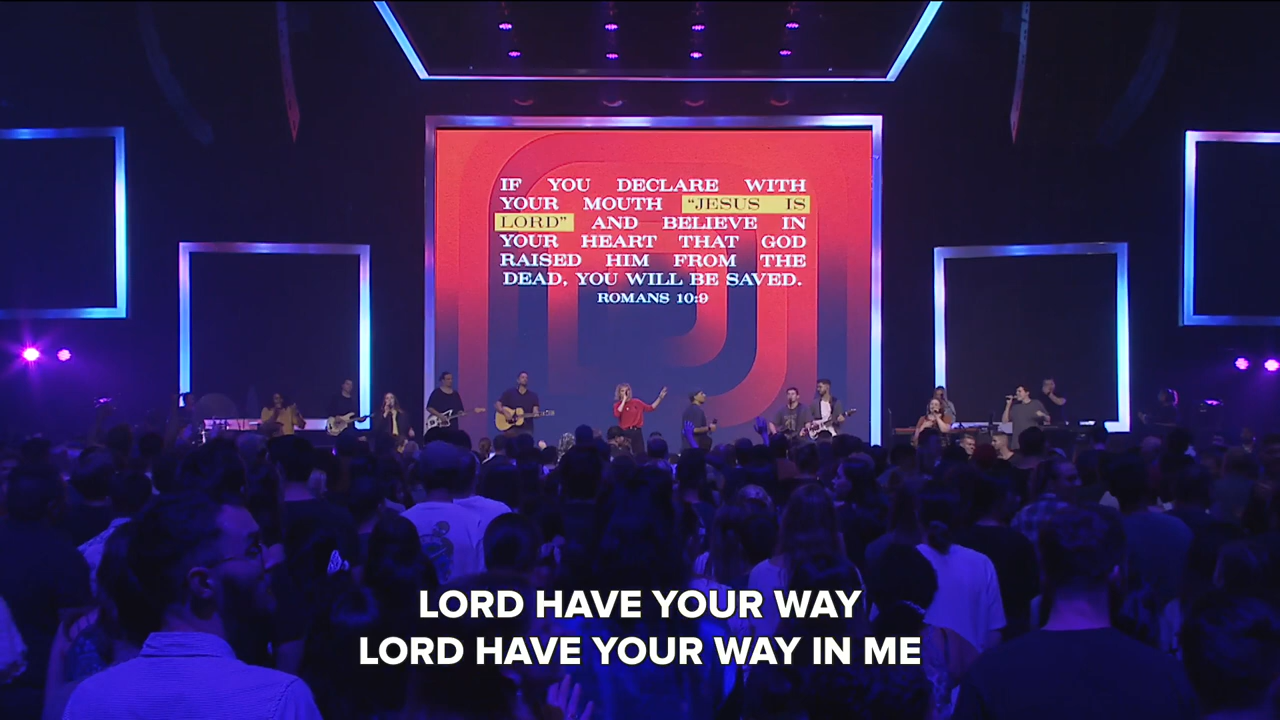 IF YOU DECLARE WITH
YOUR MOUTH “JESUS IS
LORD” AND BELIEVE IN
YOUR HEART THAT GOD
RAISED HIM FROM THE
DEAD, YOU WILL BE SAVED.
ROMANS 10:9
LORD HAVE YOUR WAY
LORD HAVE YOUR WAY IN ME